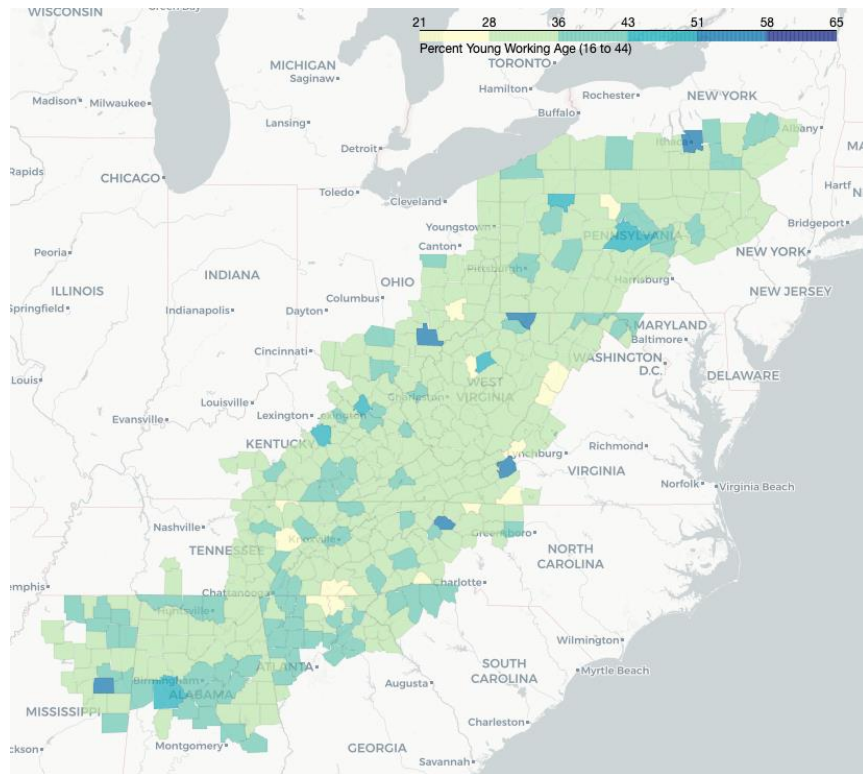 WISCONSIN
21 28 36 43 51 58 65
Percent Young Working Age (16 to 44)
MICHIGAN
Saginaw
TORONTO
Hamilton
Rochester
NEW YORK
Madison
Milwaukee
Buffalo
Lansing
Ithaca
Albany
Detroit
Rapids
CHICAGO
Toledo
Cleveland
Hartf
Bridgeport
Youngstown
PENNSYLVANIA
Peoria
Canton
NEW YORK
INDIANA
OHIO
Pittsburgh
Harrisburg
ILLINOIS
Columbus
NEW JERSEY
Springfield
Indianapolis
Dayton
MARYLAND
Baltimore
Cincinnati
WASHINGTON
D.C.
DELAWARE
Louis
WEST
VIRGINIA
Charleston
Louisville
Evansville
Lexington
KENTUCKY
Richmond
ynchburg
VIRGINIA
Norfolk
Virginia Beach
Nashville
Greensboro
Knoxville
TENNESSEE
NORTH
CAROLINA
emphis
Chattanooga
Charlotte
Huntsville
Wilmington
ATLANTA
SOUTH
CAROLINA
Myrtle Beach
Birmingham
Augusta
ALABAMA
MISSISSIPPI
Charleston
Montgomery
GEORGIA
ckson
Savannah